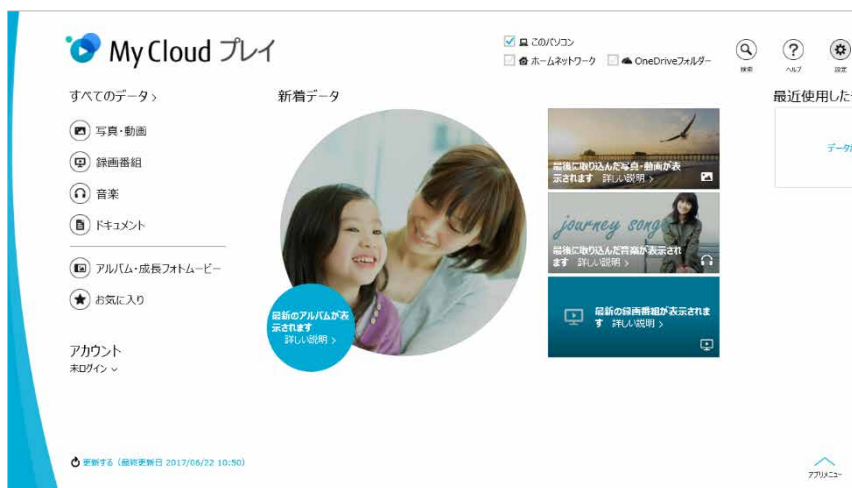 My Cloud プレイ
このパソコン
ホームネットワーク
OneDriveフォルダー
検索
ヘルプ
設定
すべてのデータ >
写真・動画
録画番組
音楽
ドキュメント
アルバム・成長フォトムービー
お気に入り
アカウント
未ログイン
新着データ
最新のアルバムが表
示されます
詳しい説明 >
最後に取り込んだ写真・動画が表
示されます 詳しい説明 >
journey song
最後に取り込んだ音楽が表示され
ます 詳しい説明 >
最新の録画番組が表示されま
す 詳しい説明 >
最近使用した
データ
更新する（最終更新日 2017/06/22 10:50）
アプリメニュー